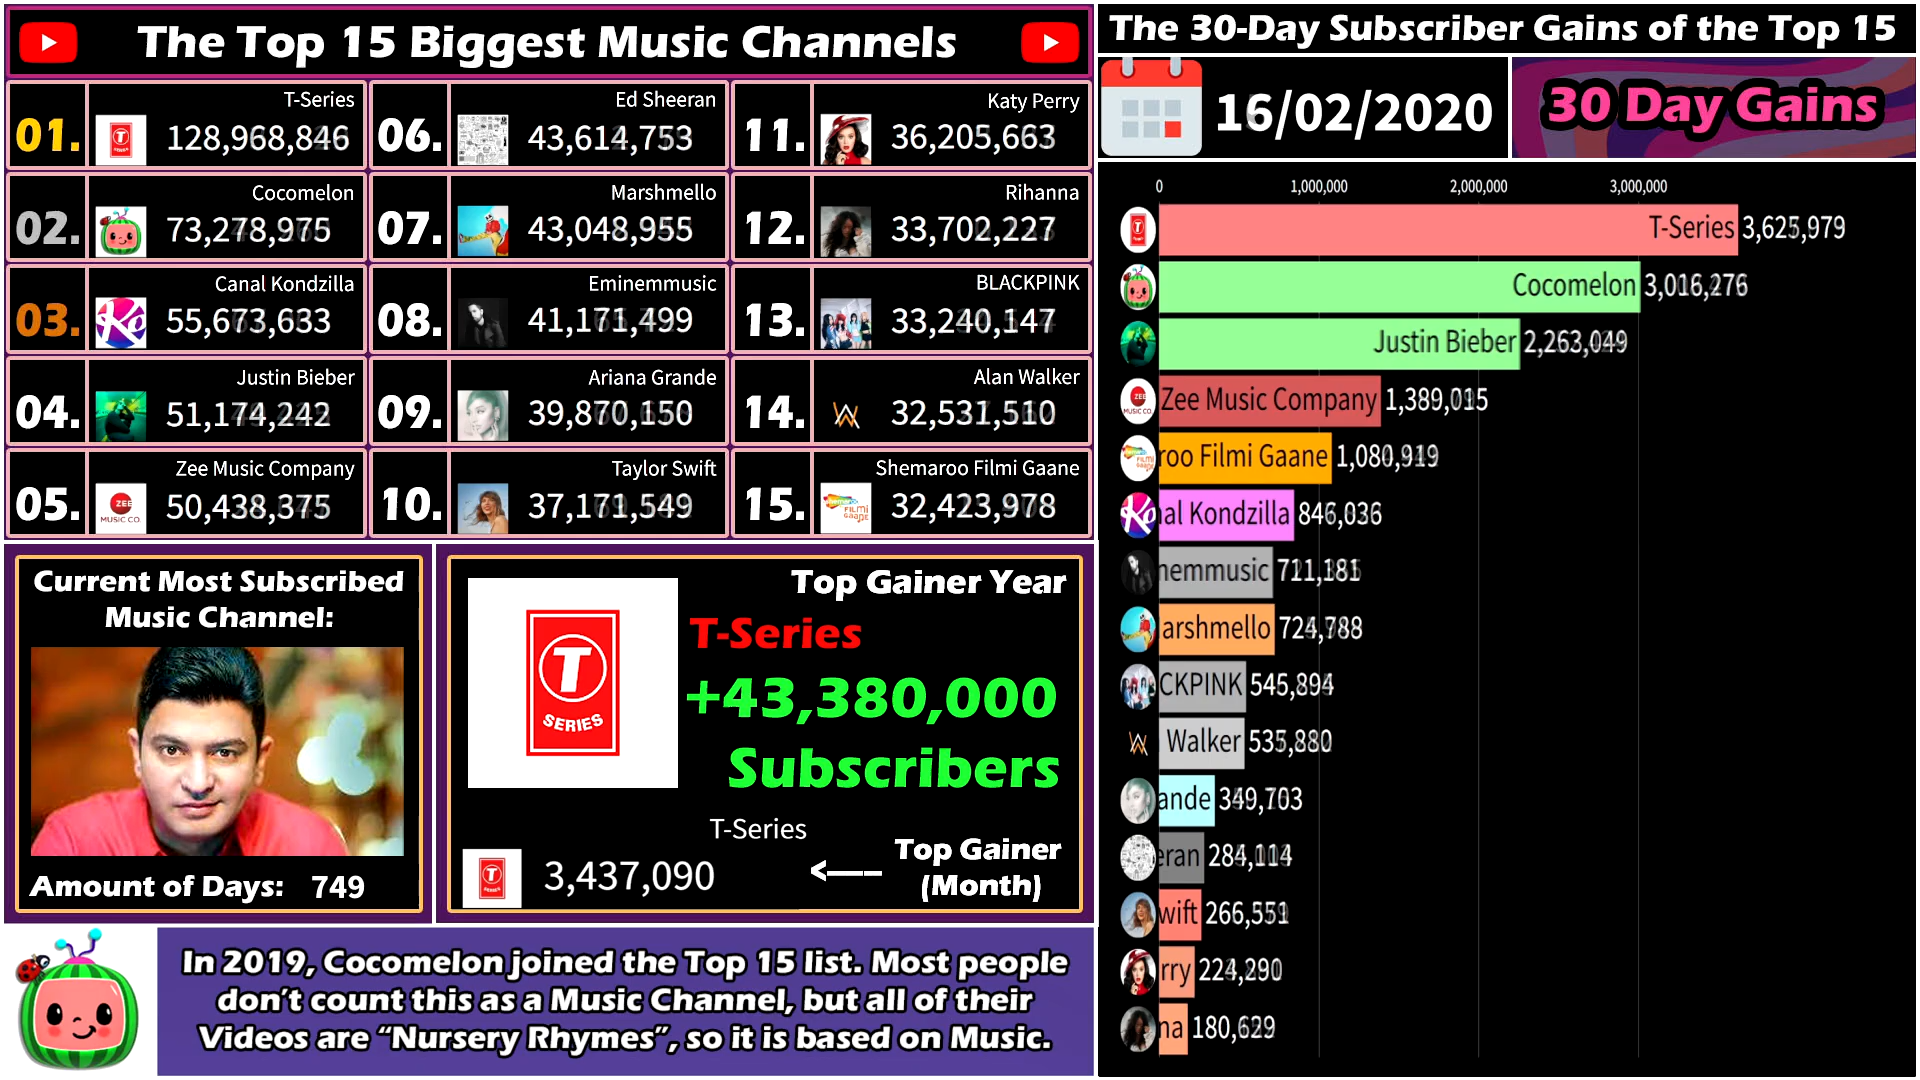 The Top 15 Biggest Music Channels
01.
T-Series
128,968,846
02.
Cocomelon
73,278,975
03.
Canal Kondzilla
55,673,633
04.
Justin Bieber
51,174,242
05.
Zee Music Company
50,438,375
06.
Ed Sheeran
43,614,753
07.
Marshmello
43,048,955
08.
Eminemmusic
41,171,499
09.
Ariana Grande
39,870,150
10.
Taylor Swift
37,171,549
11.
Katy Perry
36,205,663
12.
Rihanna
33,702,227
13.
BLACKPINK
33,240,147
14.
Alan Walker
32,531,510
15.
Shemaroo Filmi Gaane
32,423,978
Current Most Subscribed
Music Channel:
Amount of Days: 749
T
SERIES
Top Gainer Year
T-Series
+43,380,000
Subscribers
T-Series
3,437,090
<---- Top Gainer
(Month)
In 2019, Cocomelon joined the Top 15 list. Most people
don't count this as a Music Channel, but all of their
Videos are “Nursery Rhymes”, so it is based on Music.
The 30-Day Subscriber Gains of the Top 15
16/02/2020
30 Day Gains
0 1,000,000 2,000,000 3,000,000
T-Series 3,625,979
Cocomelon 3,016,276
Justin Bieber 2,263,049
Zee Music Company 1,389,015
roo Filmi Gaane 1,080,919
nal Kondzilla 846,036
nemmusic 711,181
arshmello 724,788
CKPINK 545,894
Walker 535,880
ande 349,703
eran 284,114
wift 266,551
rry 224,290
na 180,629